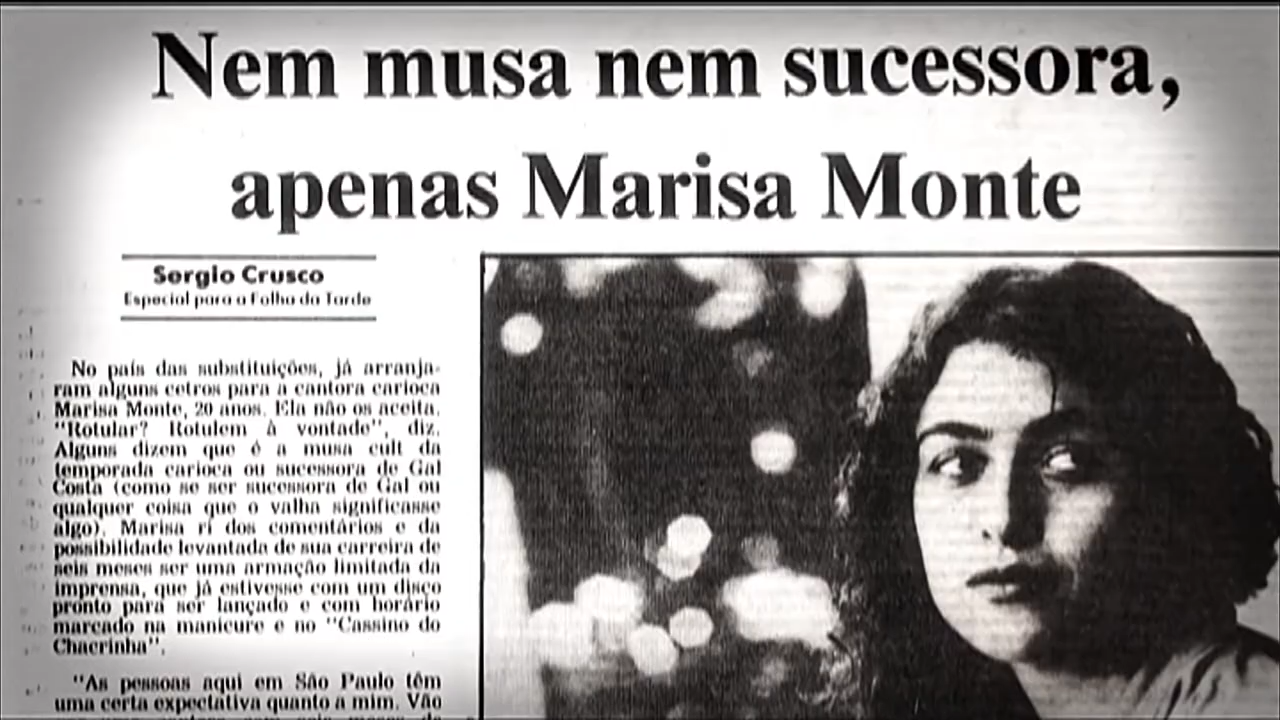 Nem musa nem sucessora,
apenas Marisa Monte
Sergio Crusco
Especial para a Folha da Tarde
No país das substituições, já arranja-
ram alguns cetros para a cantora carioca
Marisa Monte, 20 anos. Ela não os aceita.
"Rotular? Rotulem à vontade", diz.
Alguns dizem que é a musa cult da
temporada carioca ou sucessora de Gal
Costa (como se ser sucessora de Gal ou
qualquer coisa que o valha significasse
algo). Marisa ri dos comentários e da
possibilidade levantada de sua carreira de
seis meses ser uma armação limitada da
imprensa, que já estivesse com um disco
pronto para ser lançado e com horário
marcado na manicure e no "Cassino do
Chacrinha".
"As pessoas aqui em São Paulo têm
uma certa expectativa quanto a mim. Vão